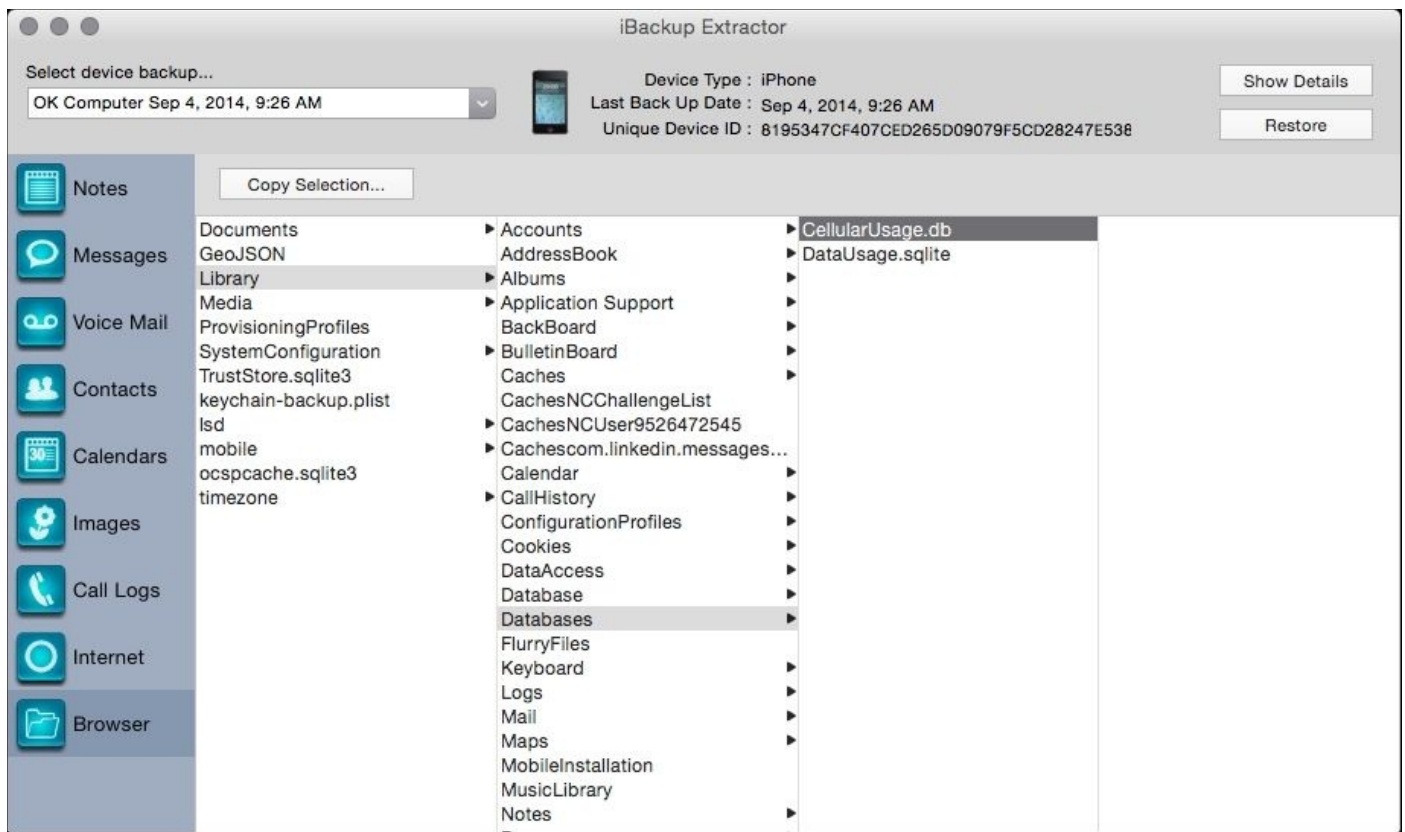 iBackup Extractor
Select device backup...
OK Computer Sep 4, 2014, 9:26 AM
Device Type : iPhone
Last Back Up Date : Sep 4, 2014, 9:26 AM
Unique Device ID : 8195347CF407CED265D09079F5CD28247E538
Show Details
Restore
Notes
Messages
Voice Mail
Contacts
Calendars
Images
Call Logs
Internet
Browser
Copy Selection...
Documents
GeoJSON
Library
Media
ProvisioningProfiles
SystemConfiguration
TrustStore.sqlite3
keychain-backup.plist
lsd
mobile
ocspcache.sqlite3
timezone
Accounts
AddressBook
Albums
Application Support
BackBoard
BulletinBoard
Caches
CachesNCChallengeList
CachesNCUser9526472545
Cachescom.linkedin.messages...
Calendar
CallHistory
ConfigurationProfiles
Cookies
DataAccess
Database
Databases
FlurryFiles
Keyboard
Logs
Mail
Maps
MobileInstallation
MusicLibrary
Notes
CellularUsage.db
DataUsage.sqlite